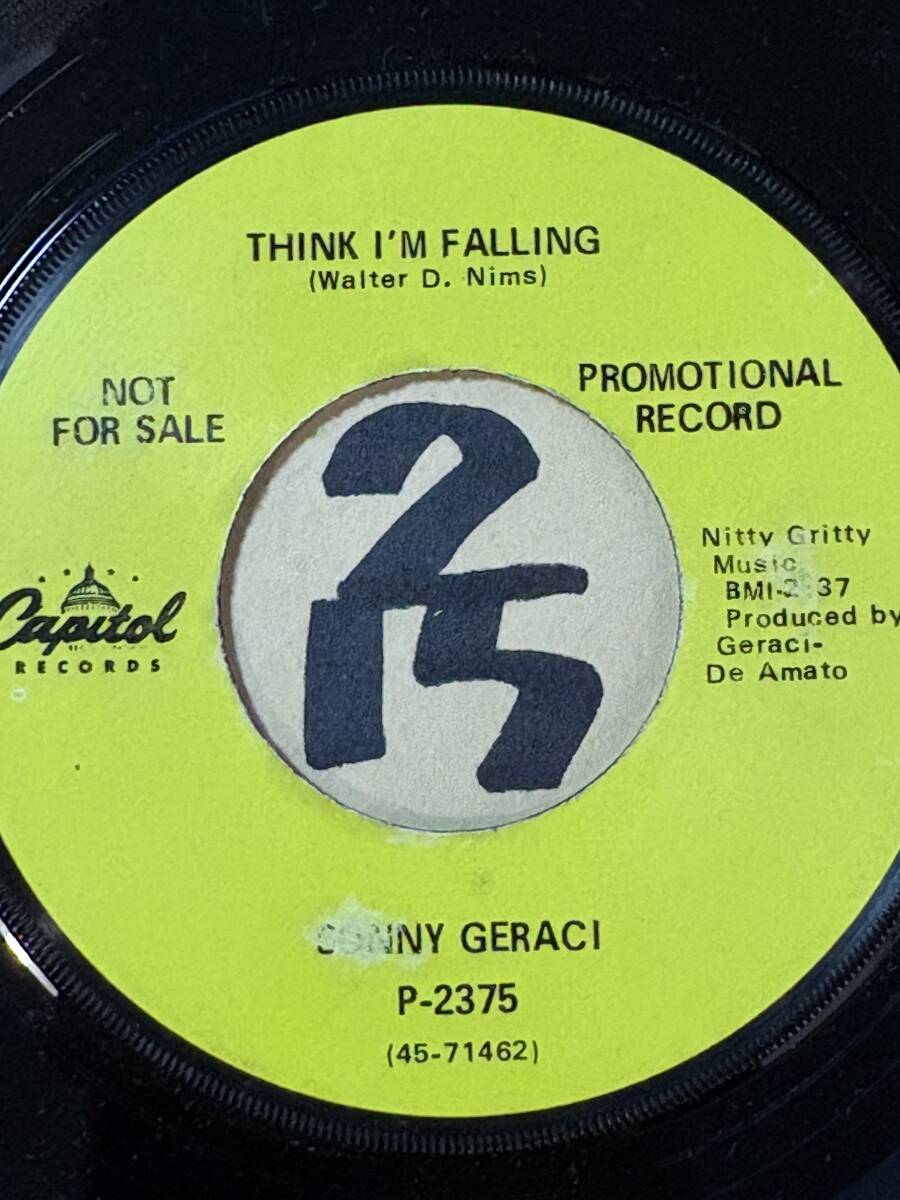 THINK I'M FALLING
(Walter D. Nims)
NOT
FOR SALE
PROMOTIONAL
RECORD
Capitol
RECORDS
Nitty Gritty
Music
Produced by
Geraci-
De Amato
SONNY GERACI
P-2375
(45-71462)